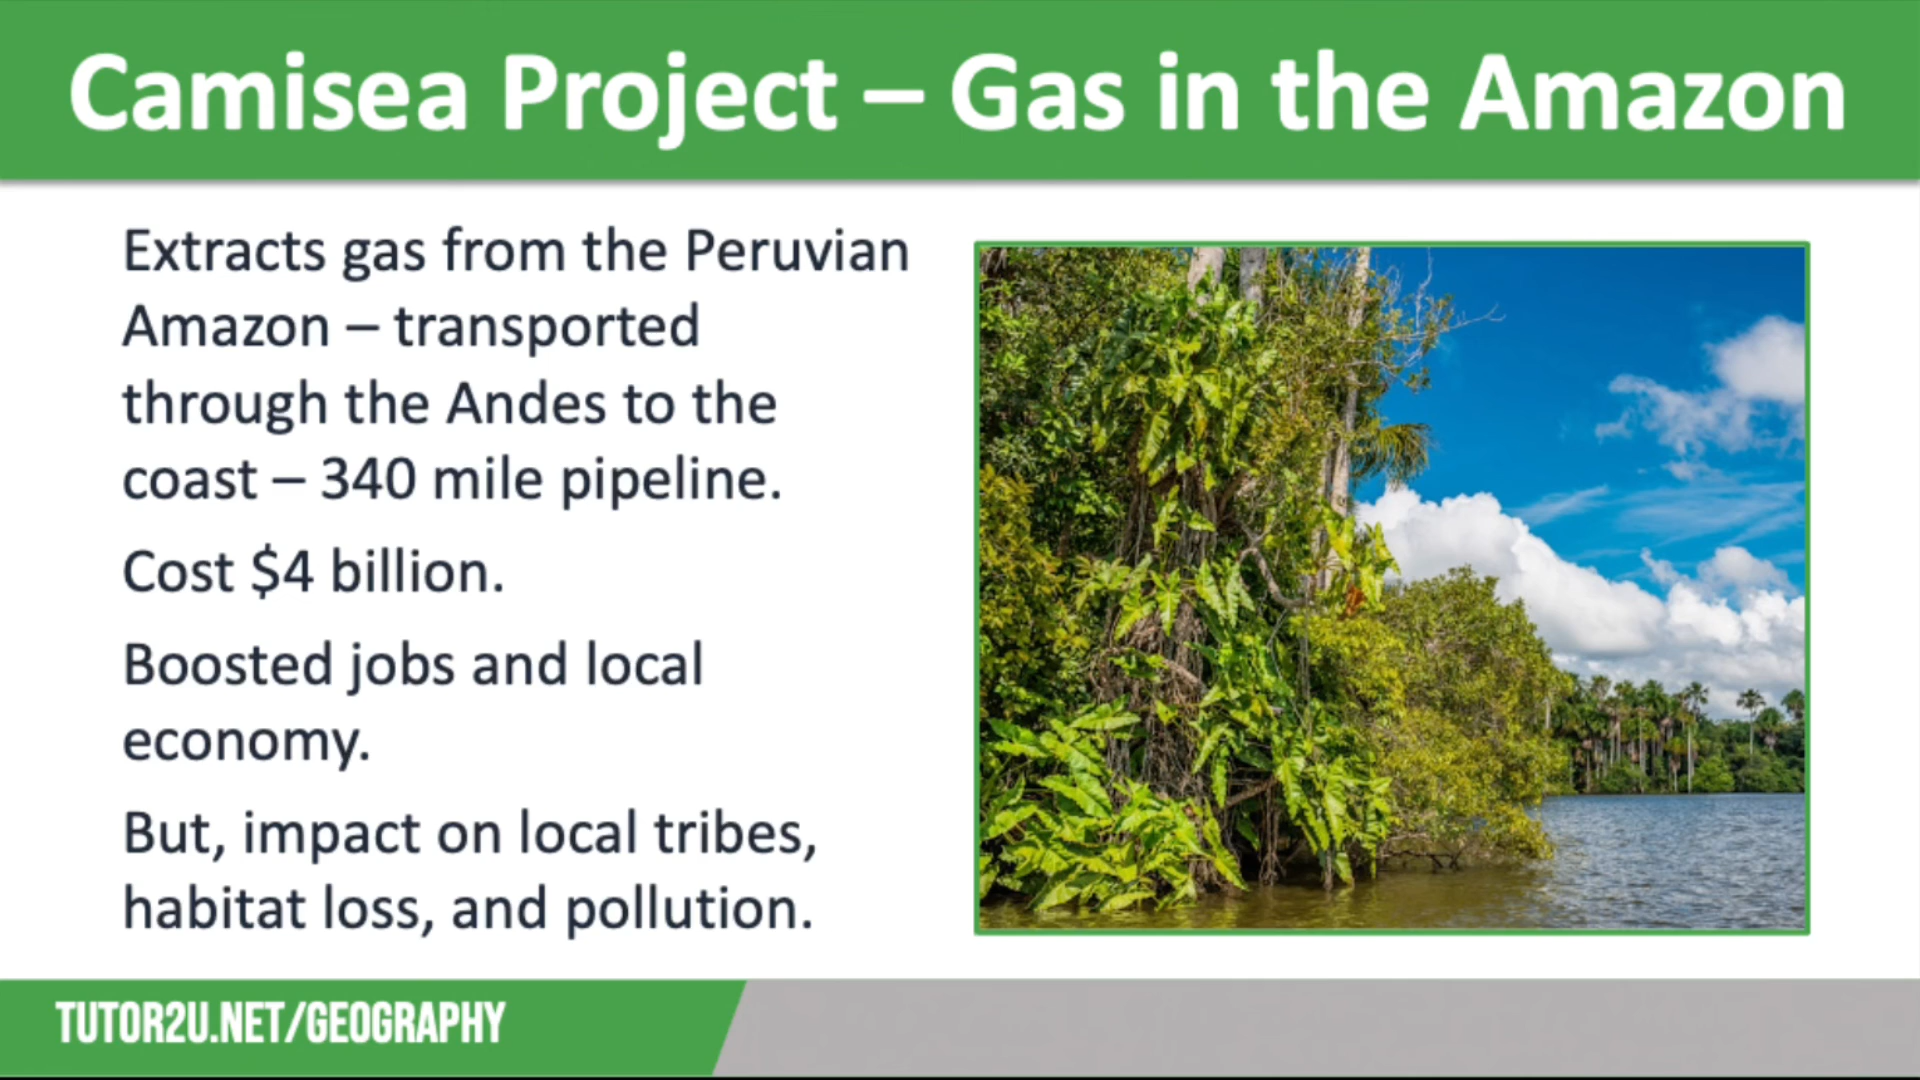 Camisea Project – Gas in the Amazon
Extracts gas from the Peruvian
Amazon – transported
through the Andes to the
coast – 340 mile pipeline.
Cost $4 billion.
Boosted jobs and local
economy.
But, impact on local tribes,
habitat loss, and pollution.
TUTOR2U.NET/GEOGRAPHY